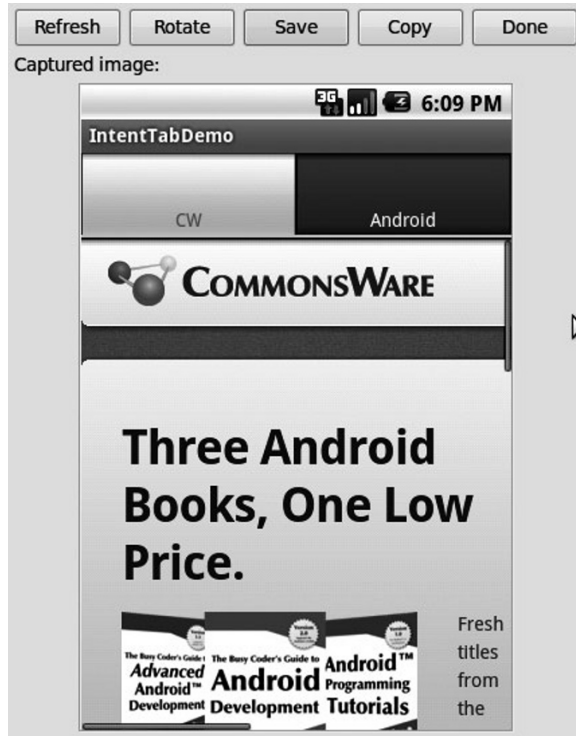 Refresh Rotate Save Copy Done
Captured image:
3G 6:09 PM
IntentTabDemo
CW Android
COMMONSWARE
Three Android
Books, One Low
Price.
The Busy Coder's Guide
Advanced
Android™
Development
The Busy Coder's Guide to
Android
Development
Android™
Programming
Tutorials
Fresh
titles
from
the